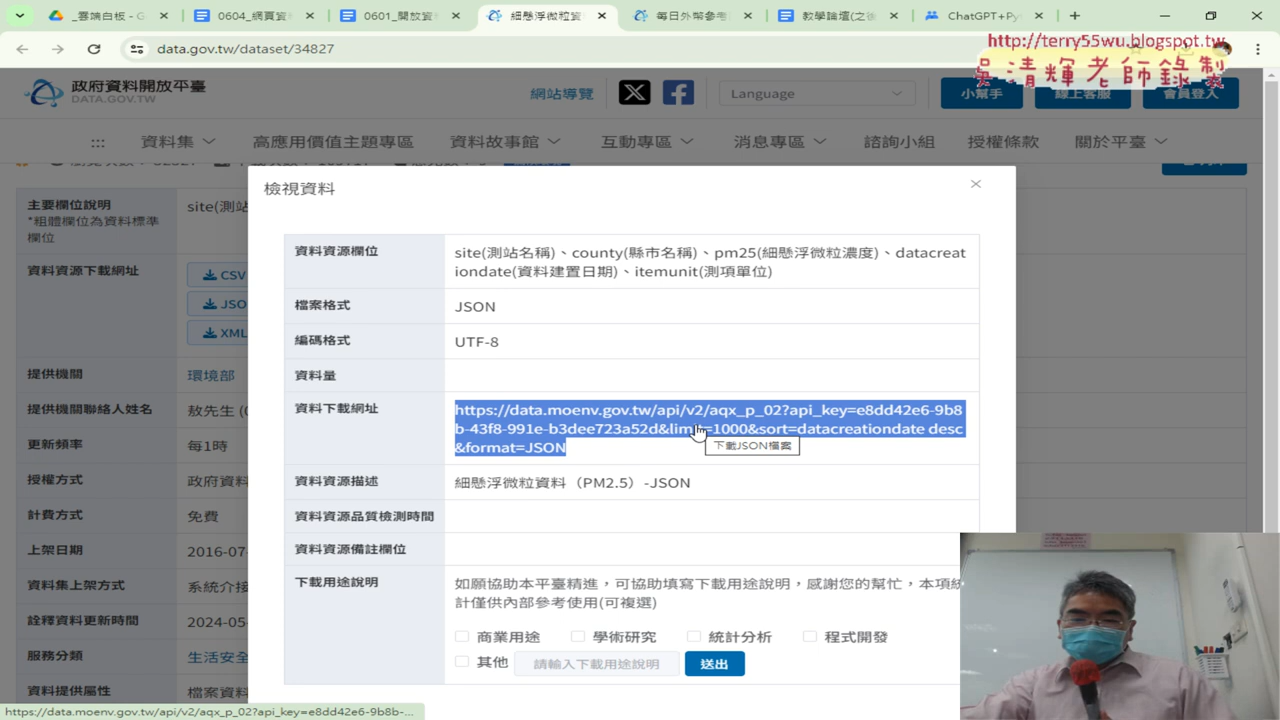 _雲端白板 - G
0604_網頁資
0601_開放資
細懸浮微粒資
每日外幣參考
教學論壇(之後
ChatGPT+Py
data.gov.tw/dataset/34827
http://terry55wu.blogspot.tw
吳清輝老師錄製
政府資料開放平臺
DATA.GOV.TW
網站導覽
Language
小幫手
線上客服
會員登入
資料集
高應用價值主題專區
資料故事館
互動專區
消息專區
諮詢小組
授權條款
關於平臺
檢視資料
主要欄位說明
*粗體欄位為資料標準
欄位
site(測站
資料資源下載網址
CSV
JSO
XML
提供機關
環境部
提供機關聯絡人姓名
敖先生 (0
更新頻率
每1時
授權方式
政府資料
計費方式
免費
上架日期
2016-07-
資料集上架方式
系統介接
詮釋資料更新時間
2024-05-
服務分類
生活安全
資料提供屬性
檔案資料
資料資源欄位
site(測站名稱)、county(縣市名稱)、pm25(細懸浮微粒濃度)、datacreat
iondate(資料建置日期)、itemunit(測項單位)
檔案格式
JSON
編碼格式
UTF-8
資料量
資料下載網址
https://data.moenv.gov.tw/api/v2/aqx_p_02?api_key=e8dd42e6-9b8
b-43f8-991e-b3dee723a52d&limit=1000&sort=datacreationdate desc
&format=JSON
下載JSON檔案
資料資源描述
細懸浮微粒資料（PM2.5）-JSON
資料資源品質檢測時間
資料資源備註欄位
下載用途說明
如願協助本平臺精進，可協助填寫下載用途說明，感謝您的幫忙，本項統
計僅供內部參考使用(可複選)
商業用途
學術研究
統計分析
程式開發
其他
請輸入下載用途說明
送出
https://data.moenv.gov.tw/api/v2/aqx_p_02?api_key=e8dd42e6-9b8b-...